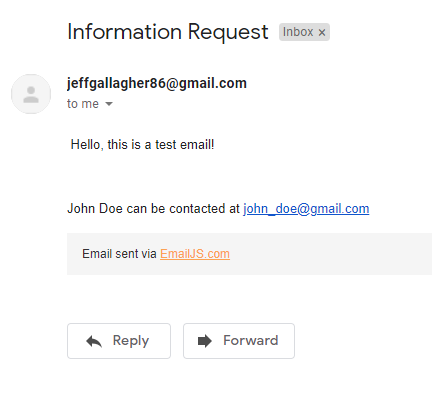 Information Request Inbox ×
jeffgallagher86@gmail.com
to me
Hello, this is a test email!
John Doe can be contacted at john_doe@gmail.com
Email sent via EmailJS.com
Reply Forward